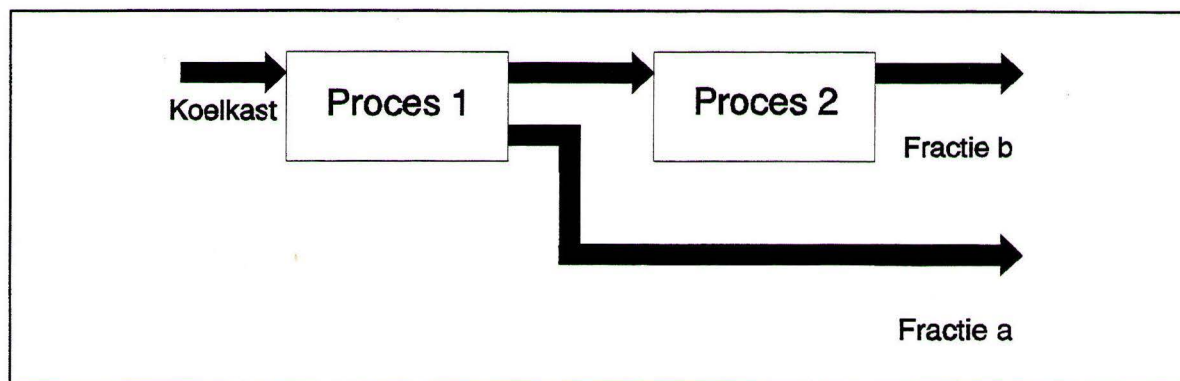 Proces 1
Proces 2
Koelkast
Fractie b
Fractie a